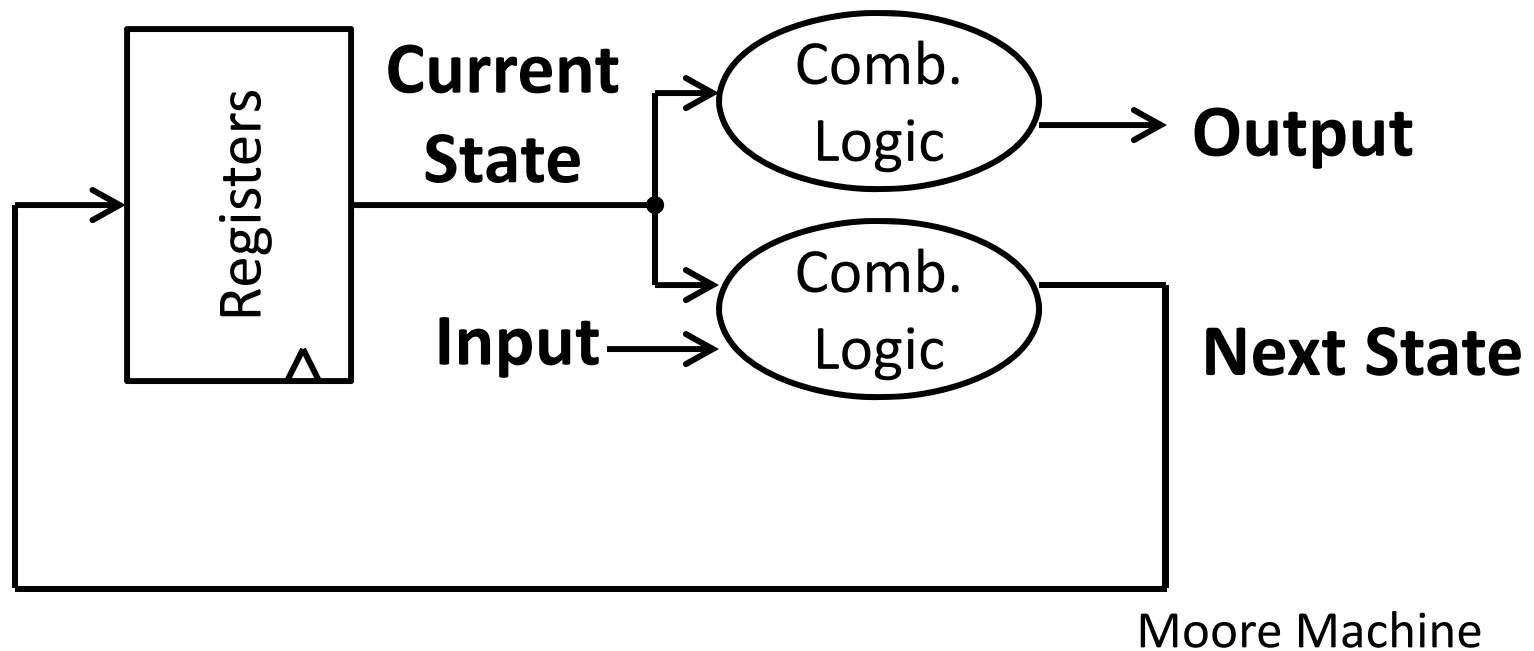 Registers
Current
State
Comb.
Logic
Output
Input
Comb.
Logic
Next State
Moore Machine